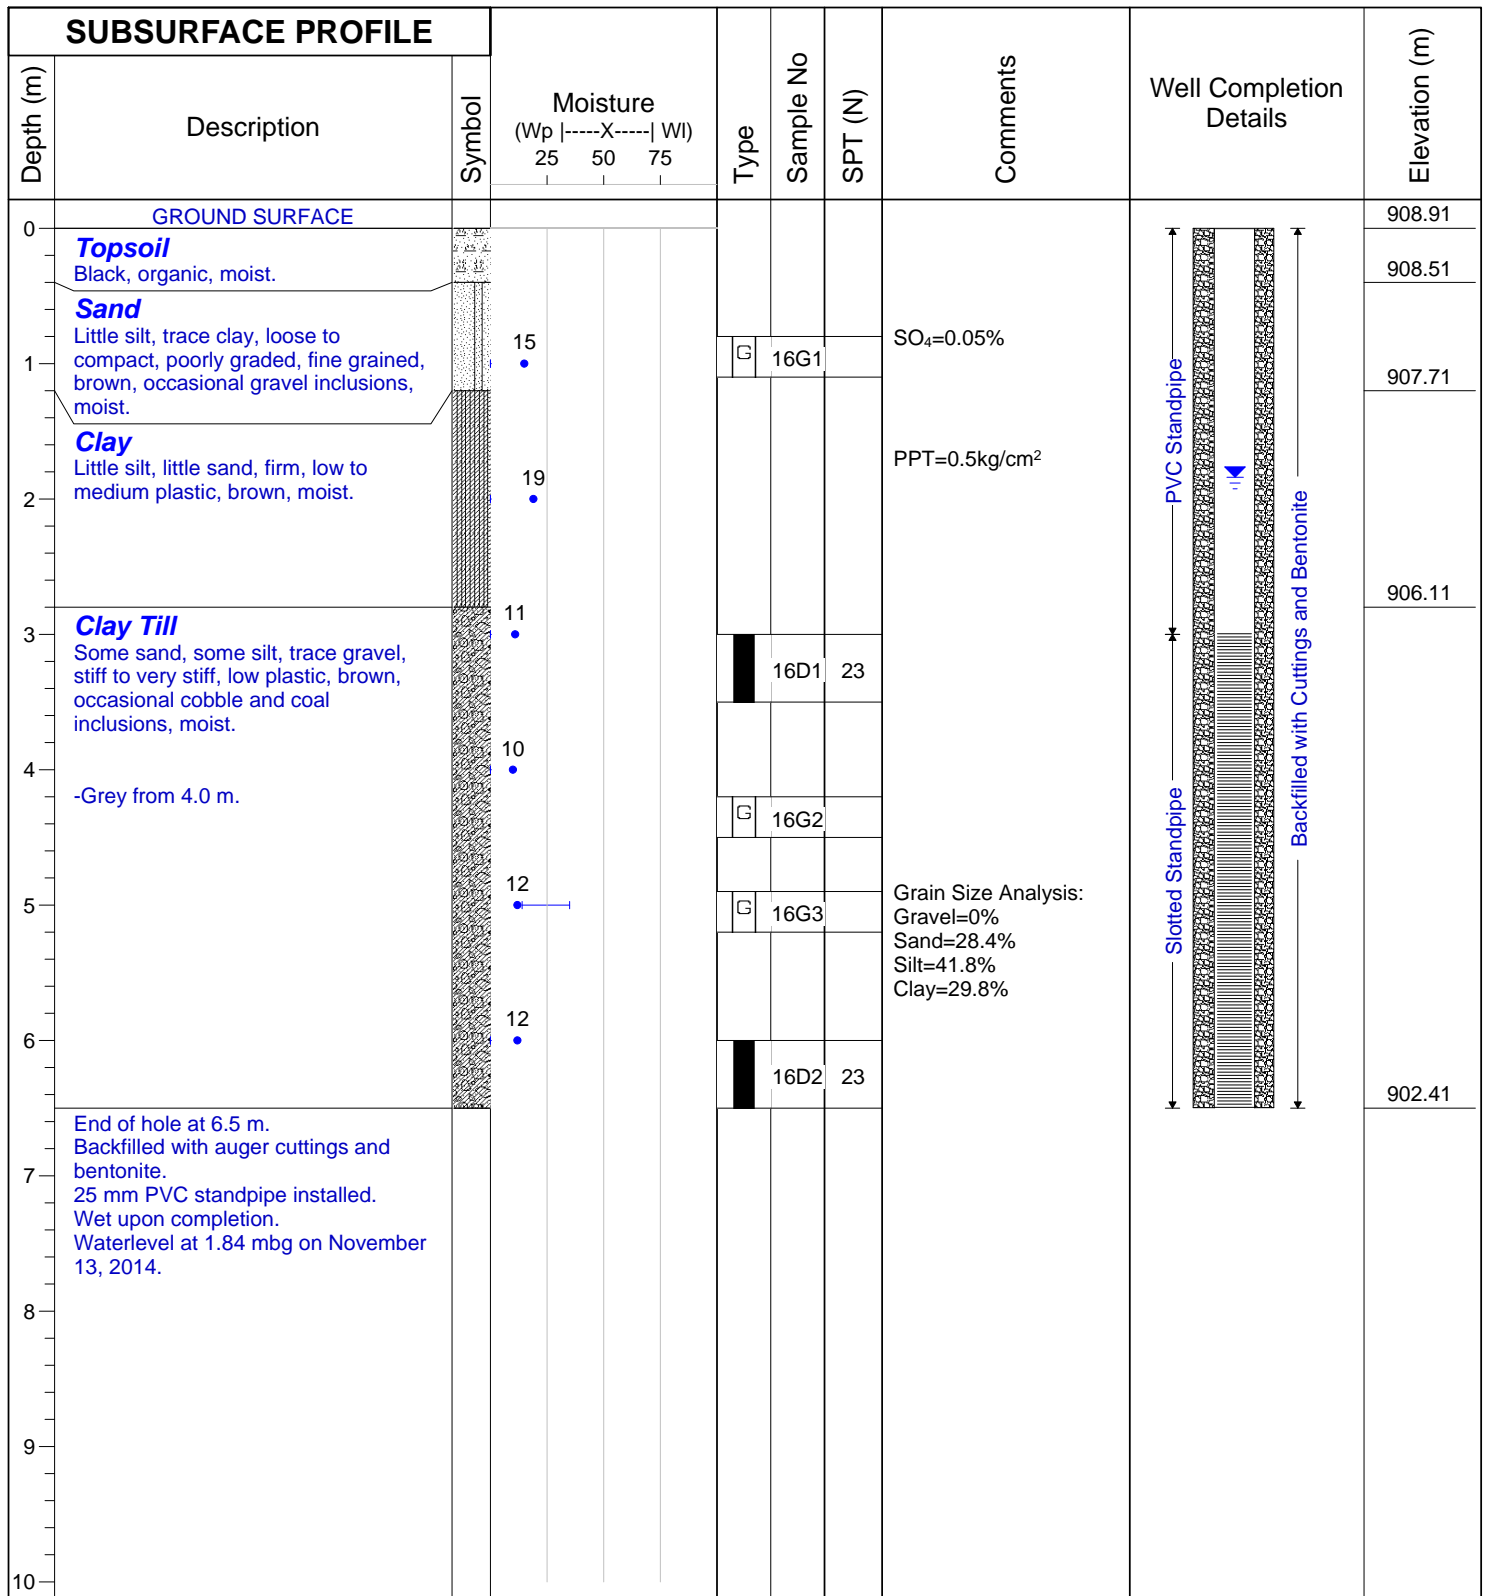 SUBSURFACE PROFILE
Depth (m)
Description
Symbol
Moisture
(Wp |-----X-----| Wl)
25 50 75
Type
Sample No
SPT (N)
Comments
Well Completion
Details
Elevation (m)
GROUND SURFACE
908.91
0
Topsoil
Black, organic, moist.
908.51
Sand
Little silt, trace clay, loose to
compact, poorly graded, fine grained,
brown, occasional gravel inclusions,
moist.
15
1
G 16G1
SO₄=0.05%
907.71
Clay
Little silt, little sand, firm, low to
medium plastic, brown, moist.
19
2
PPT=0.5kg/cm²
PVC Standpipe
Backfilled with Cuttings and Bentonite
906.11
Clay Till
Some sand, some silt, trace gravel,
stiff to very stiff, low plastic, brown,
occasional cobble and coal
inclusions, moist.
11
3
16D1 23
10
4
-Grey from 4.0 m.
G 16G2
Slotted Standpipe
12
5
G 16G3
Grain Size Analysis:
Gravel=0%
Sand=28.4%
Silt=41.8%
Clay=29.8%
12
6
16D2 23
902.41
End of hole at 6.5 m.
Backfilled with auger cuttings and
bentonite.
25 mm PVC standpipe installed.
Wet upon completion.
Waterlevel at 1.84 mbg on November
13, 2014.
7
8
9
10